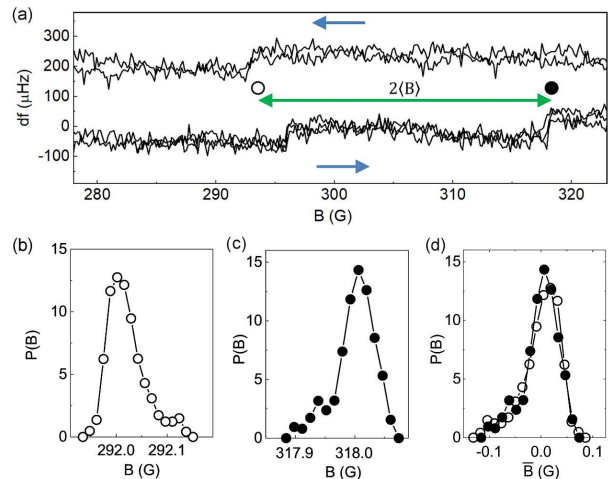 (a)
400
300
200
100
0
-100
df (μHz)
2⟨B⟩
280 290 300 310 320
B (G)
(b) (c) (d)
15 15 15
10 10 10
5 5 5
0 0 0
P(B) P(B) P(B)
292.0 292.1 317.9 318.0 -0.1 0.0 0.1
B (G) B (G) B̅ (G)